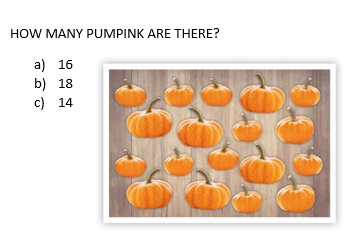 HOW MANY PUMPINK ARE THERE?
a) 16
b) 18
c) 14